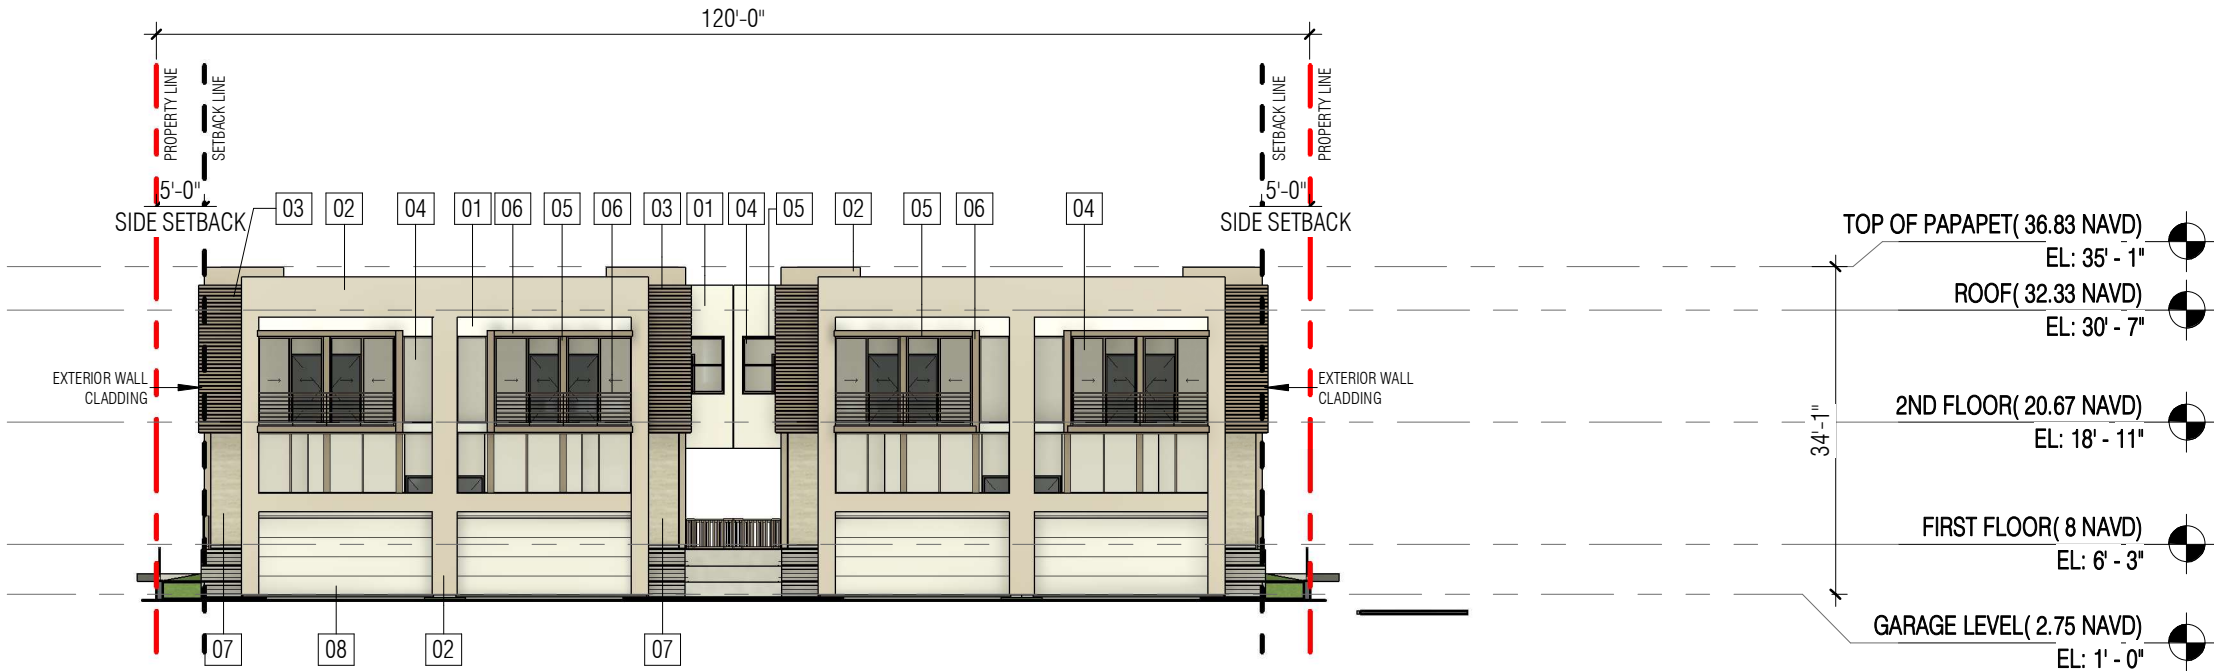 120'-0"
PROPERTY LINE
SETBACK LINE
SETBACK LINE
PROPERTY LINE
5'-0"
SIDE SETBACK
5'-0"
SIDE SETBACK
03 02 04 01 06 05 06 03 01 04 05 02 05 06 04
TOP OF PAPAPET( 36.83 NAVD)
EL: 35' - 1"
ROOF( 32.33 NAVD)
EL: 30' - 7"
EXTERIOR WALL
CLADDING
EXTERIOR WALL
CLADDING
2ND FLOOR( 20.67 NAVD)
EL: 18' - 11"
34'-1"
FIRST FLOOR( 8 NAVD)
EL: 6' - 3"
GARAGE LEVEL( 2.75 NAVD)
EL: 1' - 0"
07 08 02 07